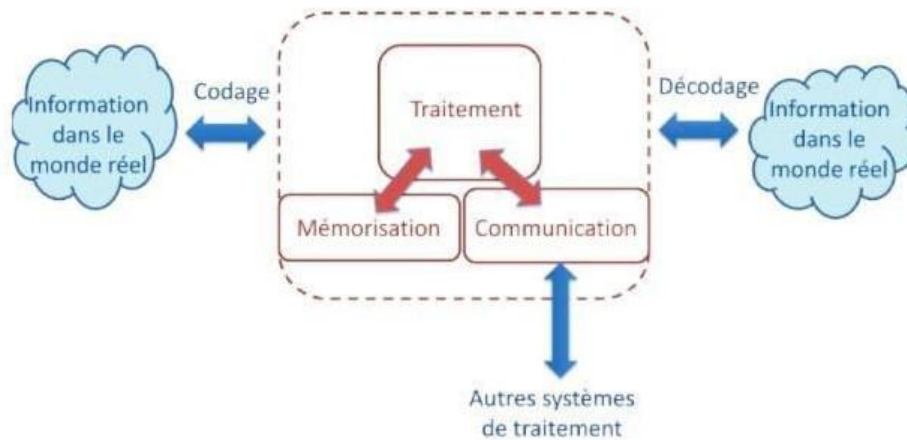 Information
dans le
monde réel
Codage
Traitement
Mémorisation
Communication
Décodage
Information
dans le
monde réel
Autres systèmes
de traitement